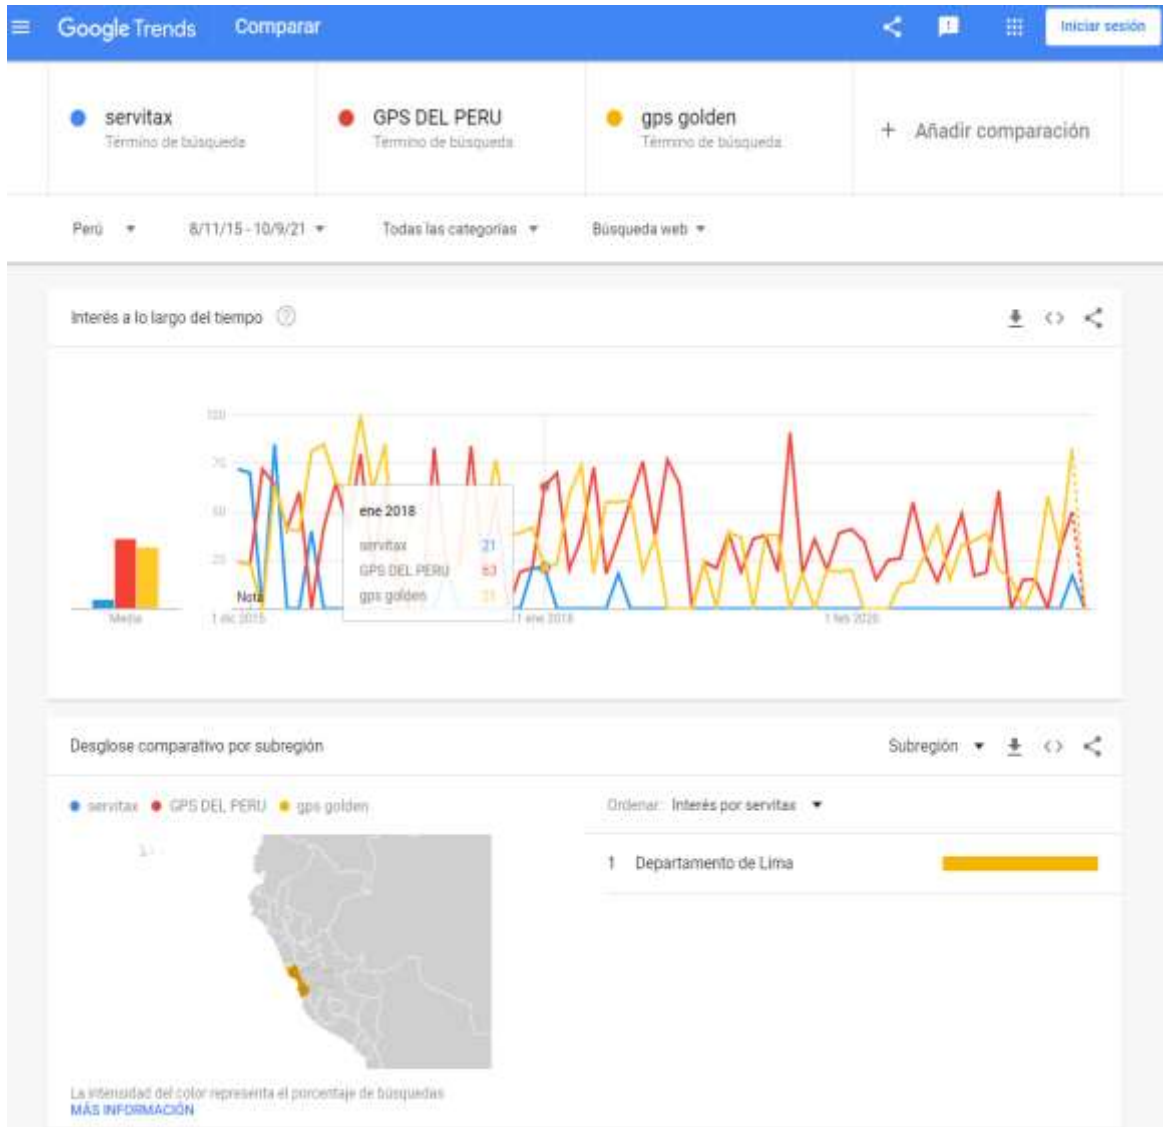 Google Trends Comparar Iniciar sesión
servitax GPS DEL PERU gps golden
Término de búsqueda Término de búsqueda Término de búsqueda
+ Añadir comparación
Perú 8/11/15 - 10/9/21 Todas las categorías Búsqueda web
Interés a lo largo del tiempo
100
75
50
25
Nota
ene 2018
servitax 21
GPS DEL PERU 63
gps golden 21
Media 1 dic 2015 1 ene 2018 1 feb 2020
Desglose comparativo por subregión Subregión
servitax GPS DEL PERU gps golden
Ordenar: Interés por servitax
1 Departamento de Lima
La intensidad del color representa el porcentaje de búsquedas
MÁS INFORMACIÓN